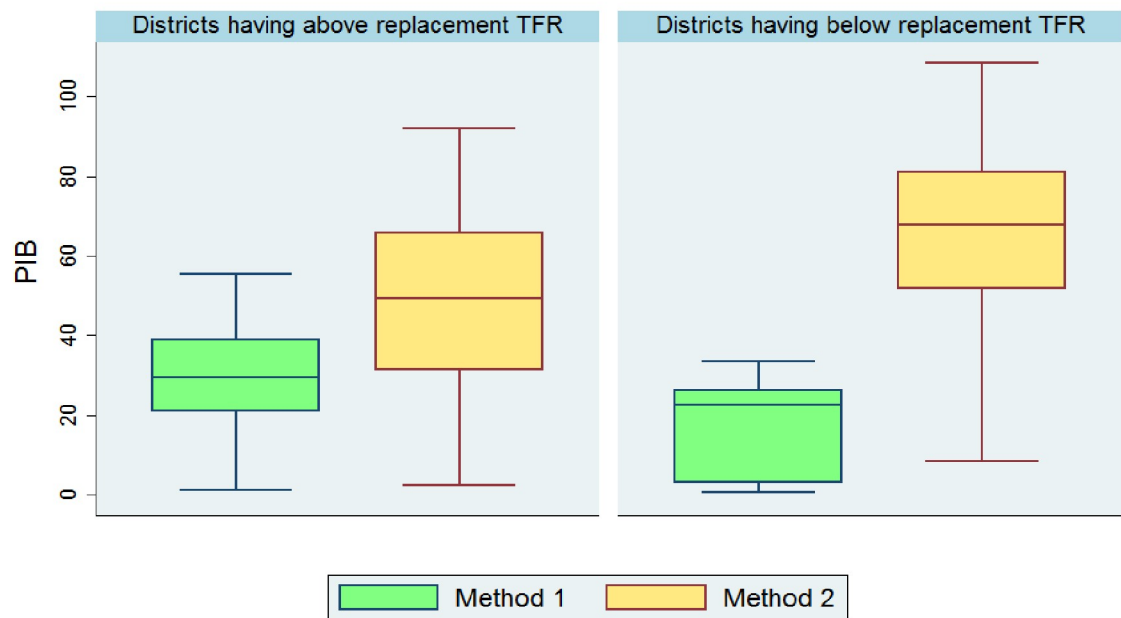 Districts having above replacement TFR
Districts having below replacement TFR
PIB
100
80
60
40
20
0
Method 1
Method 2